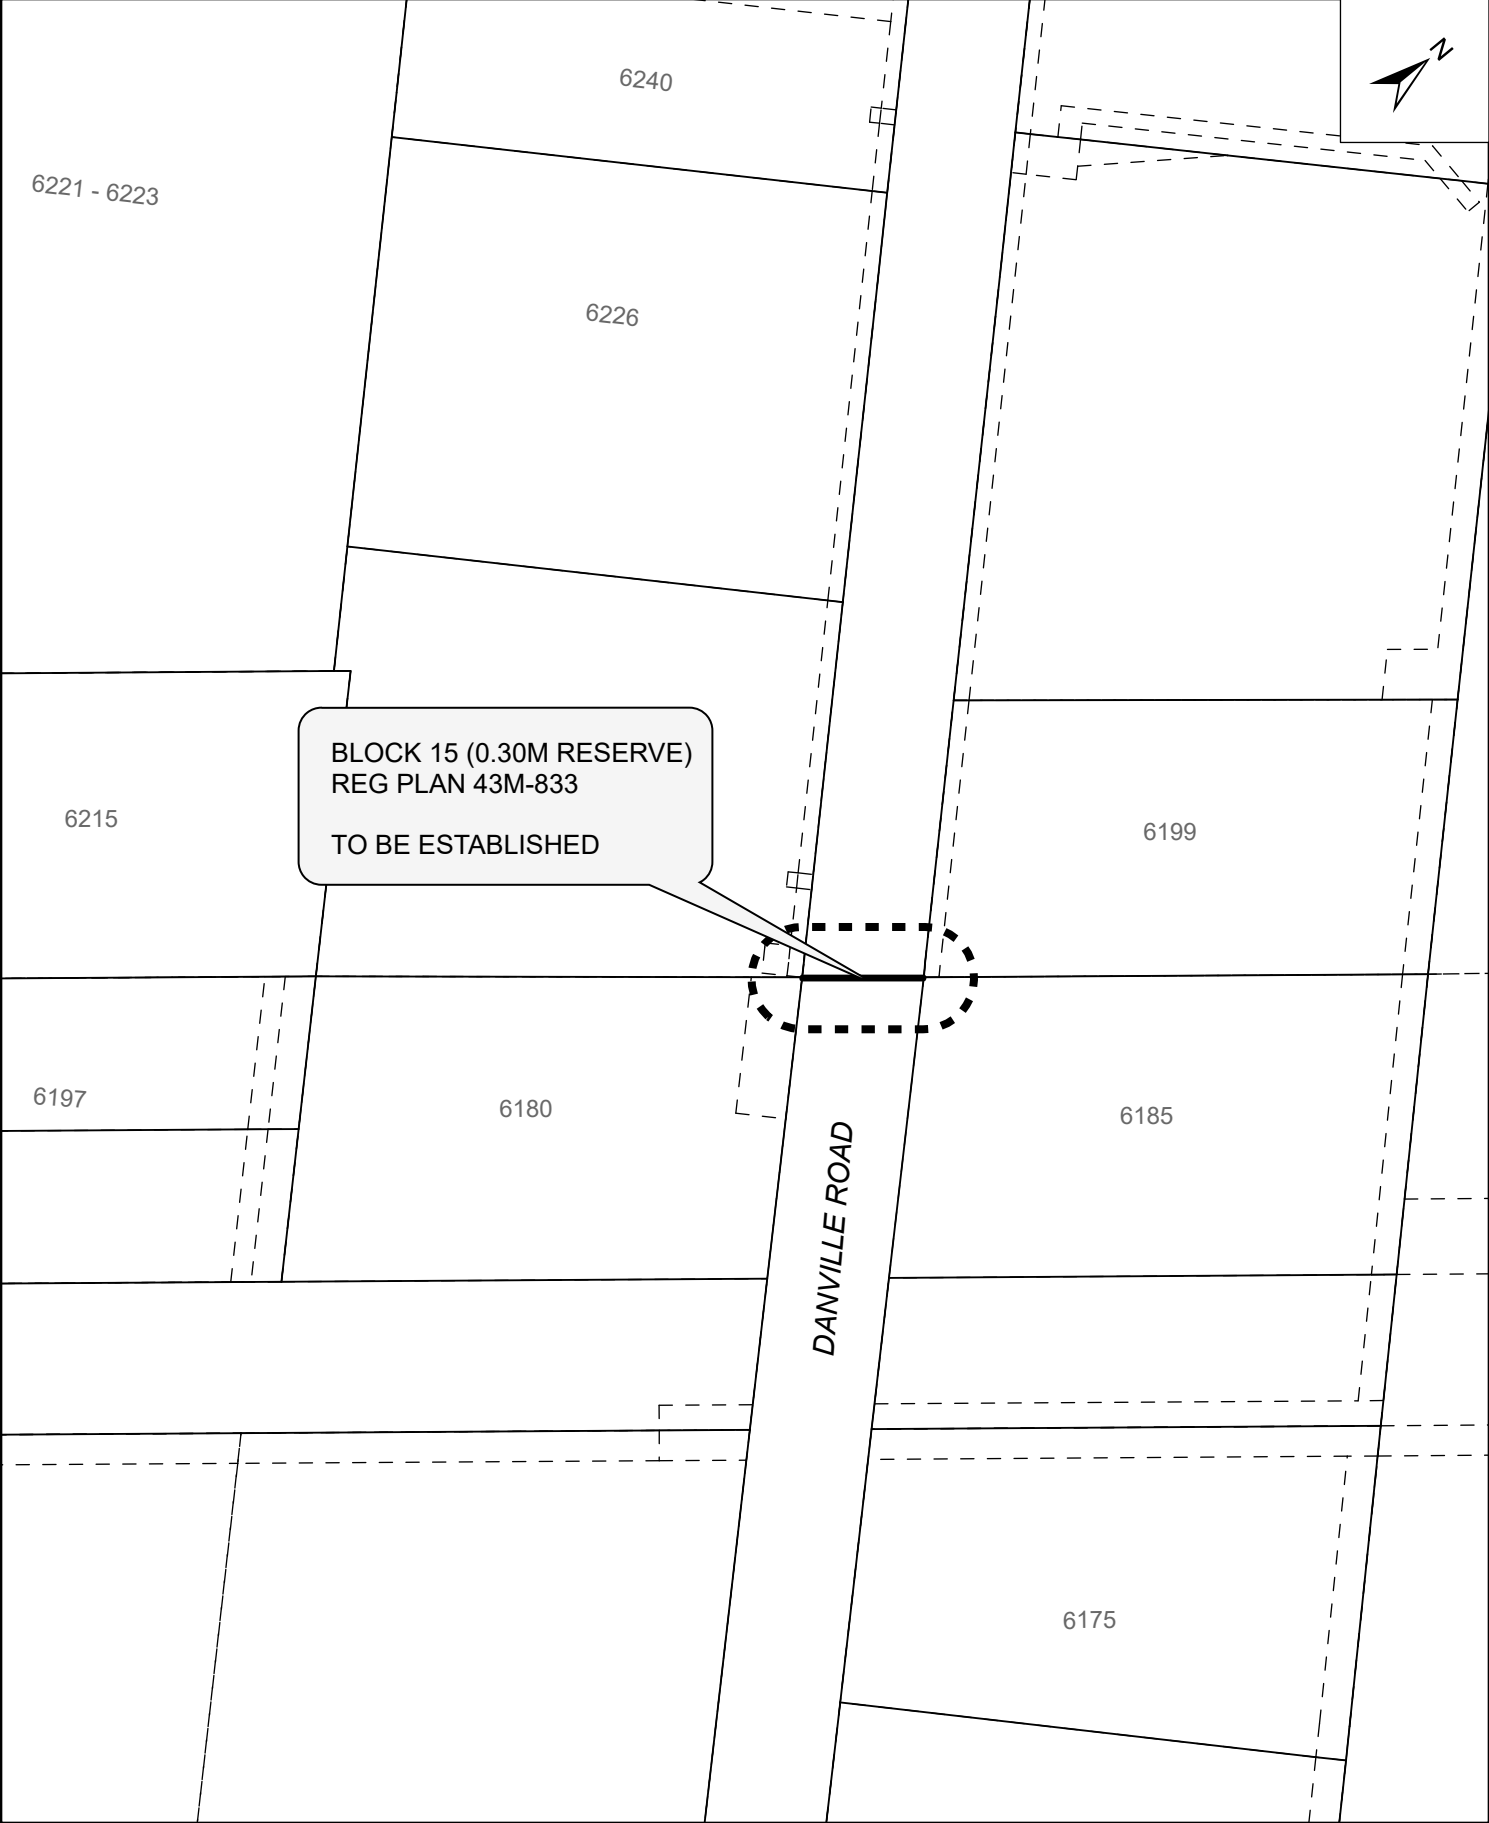 N
6240
6221 - 6223
6226
BLOCK 15 (0.30M RESERVE)
REG PLAN 43M-833
TO BE ESTABLISHED
6215
6199
6197
6180
6185
DANVILLE ROAD
6175